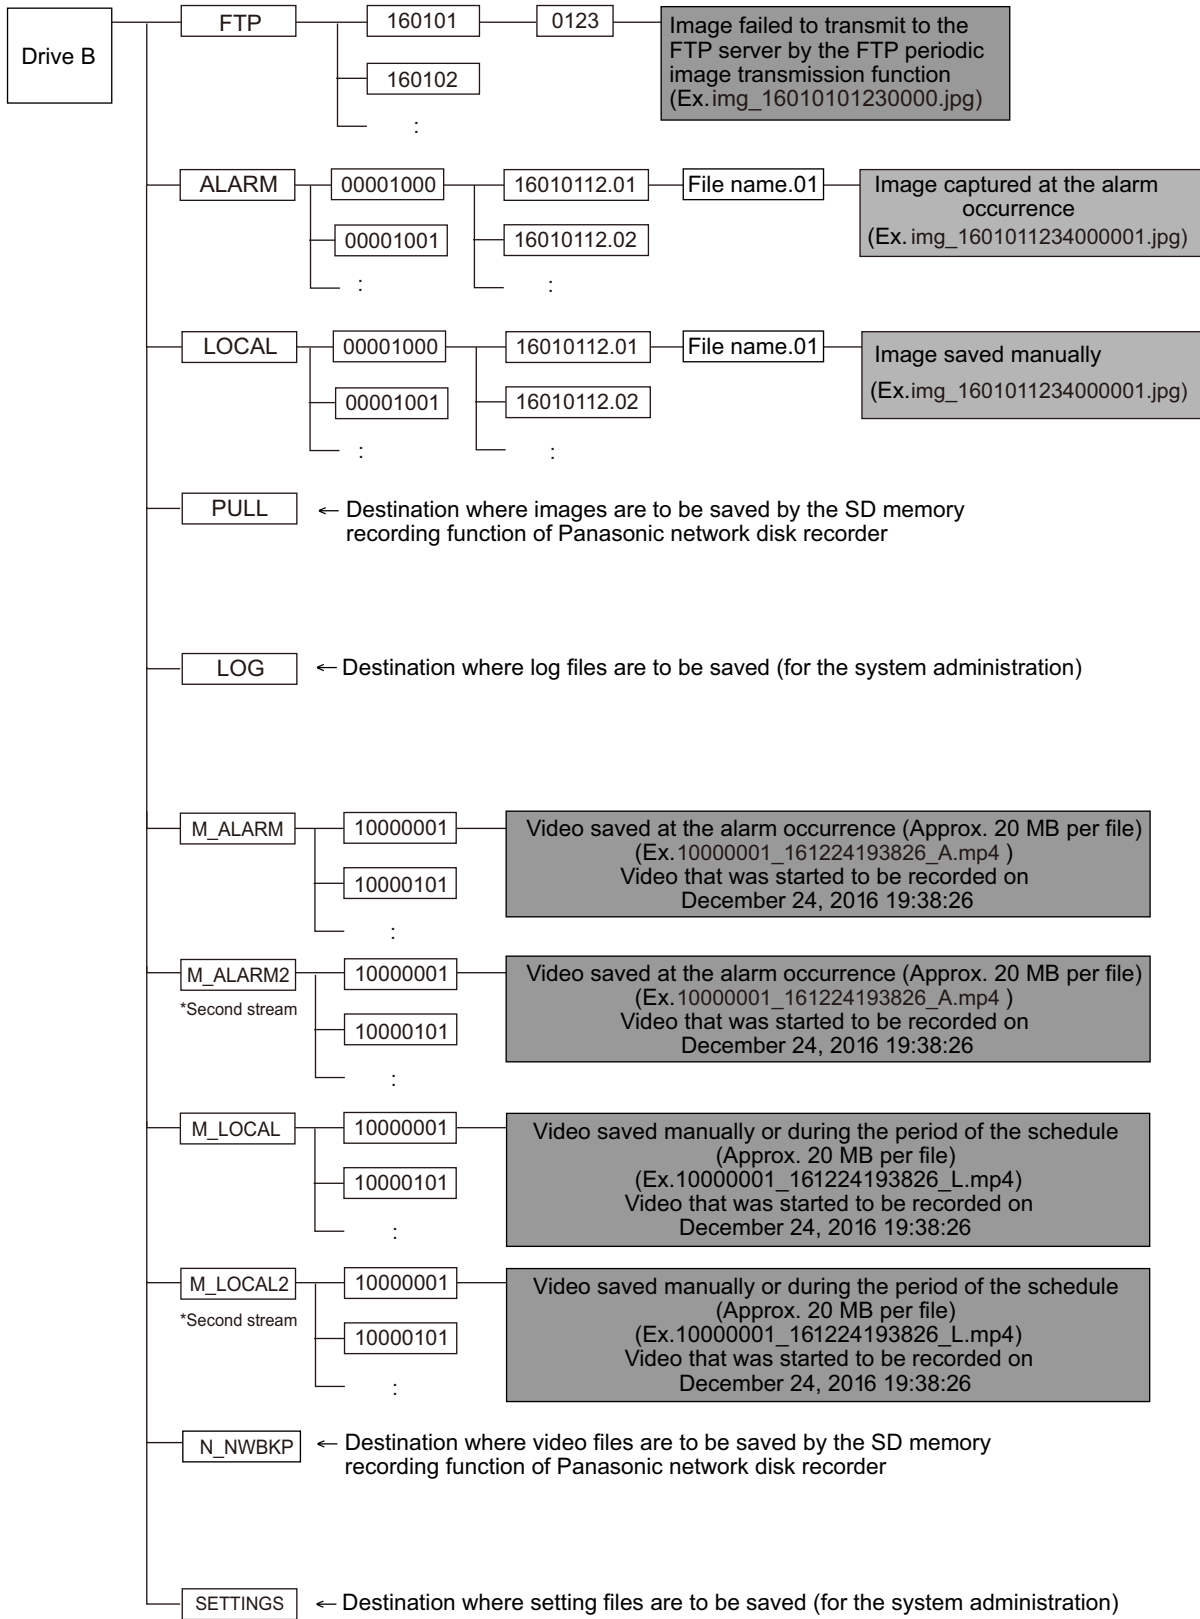 Drive B
FTP
160101
0123
Image failed to transmit to the
FTP server by the FTP periodic
image transmission function
(Ex.img_16010101230000.jpg)
160102
:
ALARM
00001000
16010112.01
File name.01
Image captured at the alarm
occurrence
(Ex.img_1601011234000001.jpg)
00001001
16010112.02
:
:
LOCAL
00001000
16010112.01
File name.01
Image saved manually
(Ex.img_1601011234000001.jpg)
00001001
16010112.02
:
:
PULL
← Destination where images are to be saved by the SD memory
recording function of Panasonic network disk recorder
LOG
← Destination where log files are to be saved (for the system administration)
M_ALARM
10000001
Video saved at the alarm occurrence (Approx. 20 MB per file)
(Ex.10000001_161224193826_A.mp4 )
Video that was started to be recorded on
December 24, 2016 19:38:26
10000101
:
M_ALARM2
*Second stream
10000001
Video saved at the alarm occurrence (Approx. 20 MB per file)
(Ex.10000001_161224193826_A.mp4 )
Video that was started to be recorded on
December 24, 2016 19:38:26
10000101
:
M_LOCAL
10000001
Video saved manually or during the period of the schedule
(Approx. 20 MB per file)
(Ex.10000001_161224193826_L.mp4)
Video that was started to be recorded on
December 24, 2016 19:38:26
10000101
:
M_LOCAL2
*Second stream
10000001
Video saved manually or during the period of the schedule
(Approx. 20 MB per file)
(Ex.10000001_161224193826_L.mp4)
Video that was started to be recorded on
December 24, 2016 19:38:26
10000101
:
N_NWBKP
← Destination where video files are to be saved by the SD memory
recording function of Panasonic network disk recorder
SETTINGS
← Destination where setting files are to be saved (for the system administration)